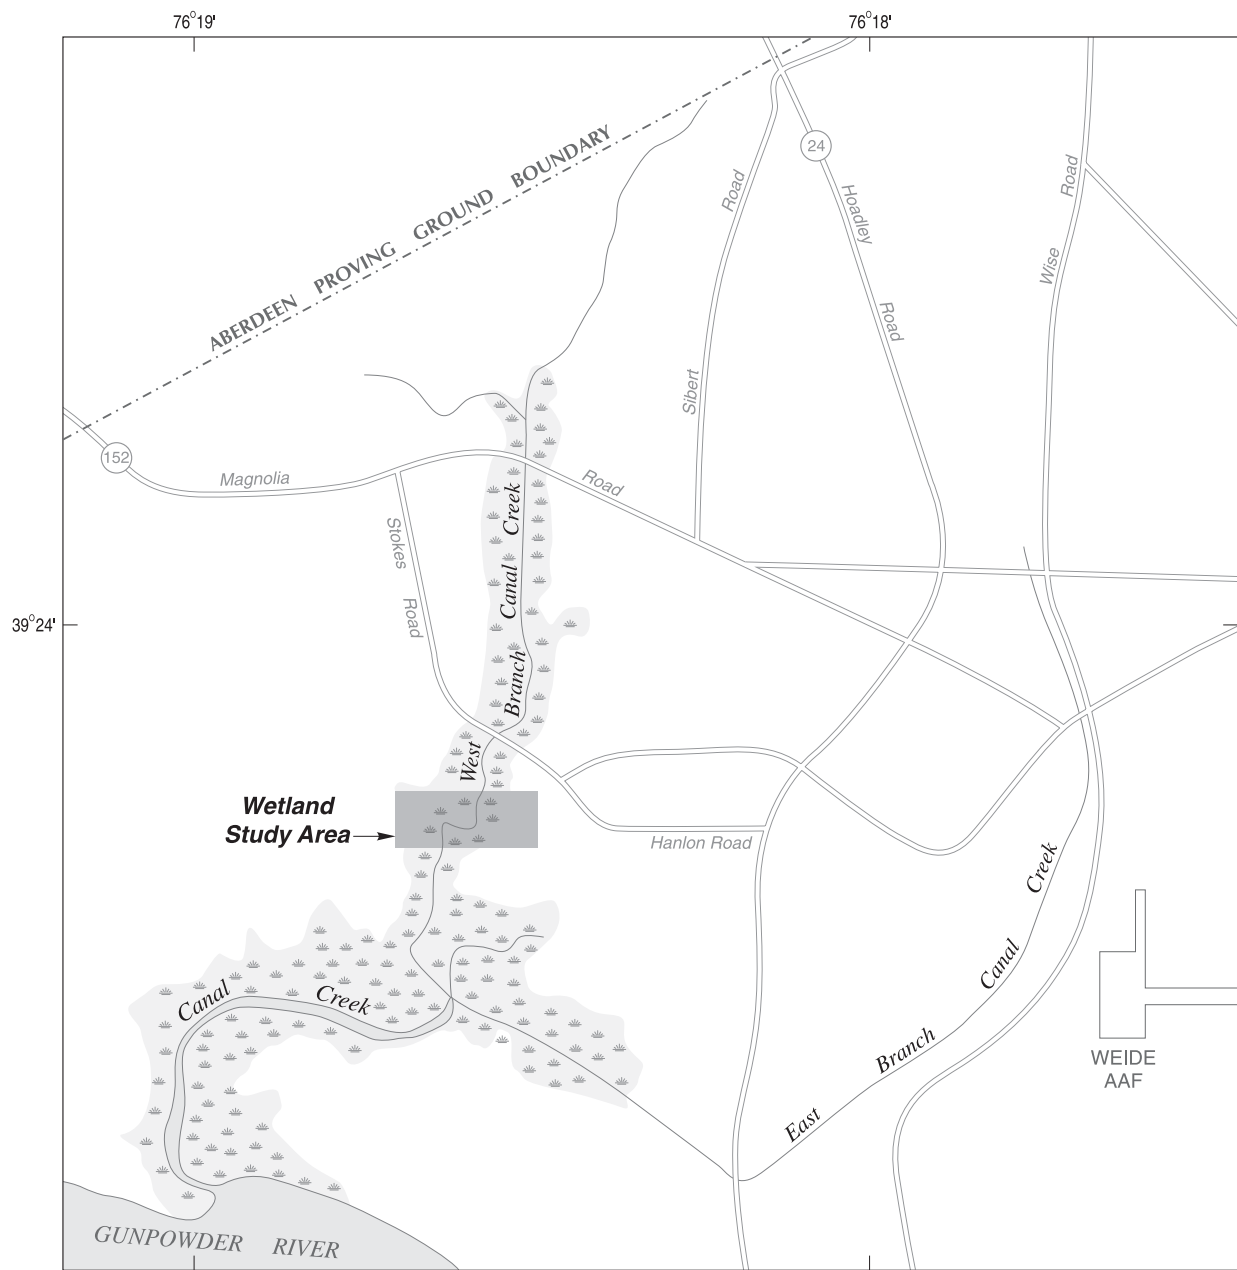 76°19'
76°18'
ABERDEEN PROVING GROUND BOUNDARY
24
Road
Sibert
Hoadley
Road
Road
Wise
152
Magnolia
Road
Stokes
Road
39°24'
West Branch Canal Creek
Wetland
Study Area
Hanlon Road
Canal Creek
East Branch Canal Creek
WEIDE
AAF
GUNPOWDER RIVER